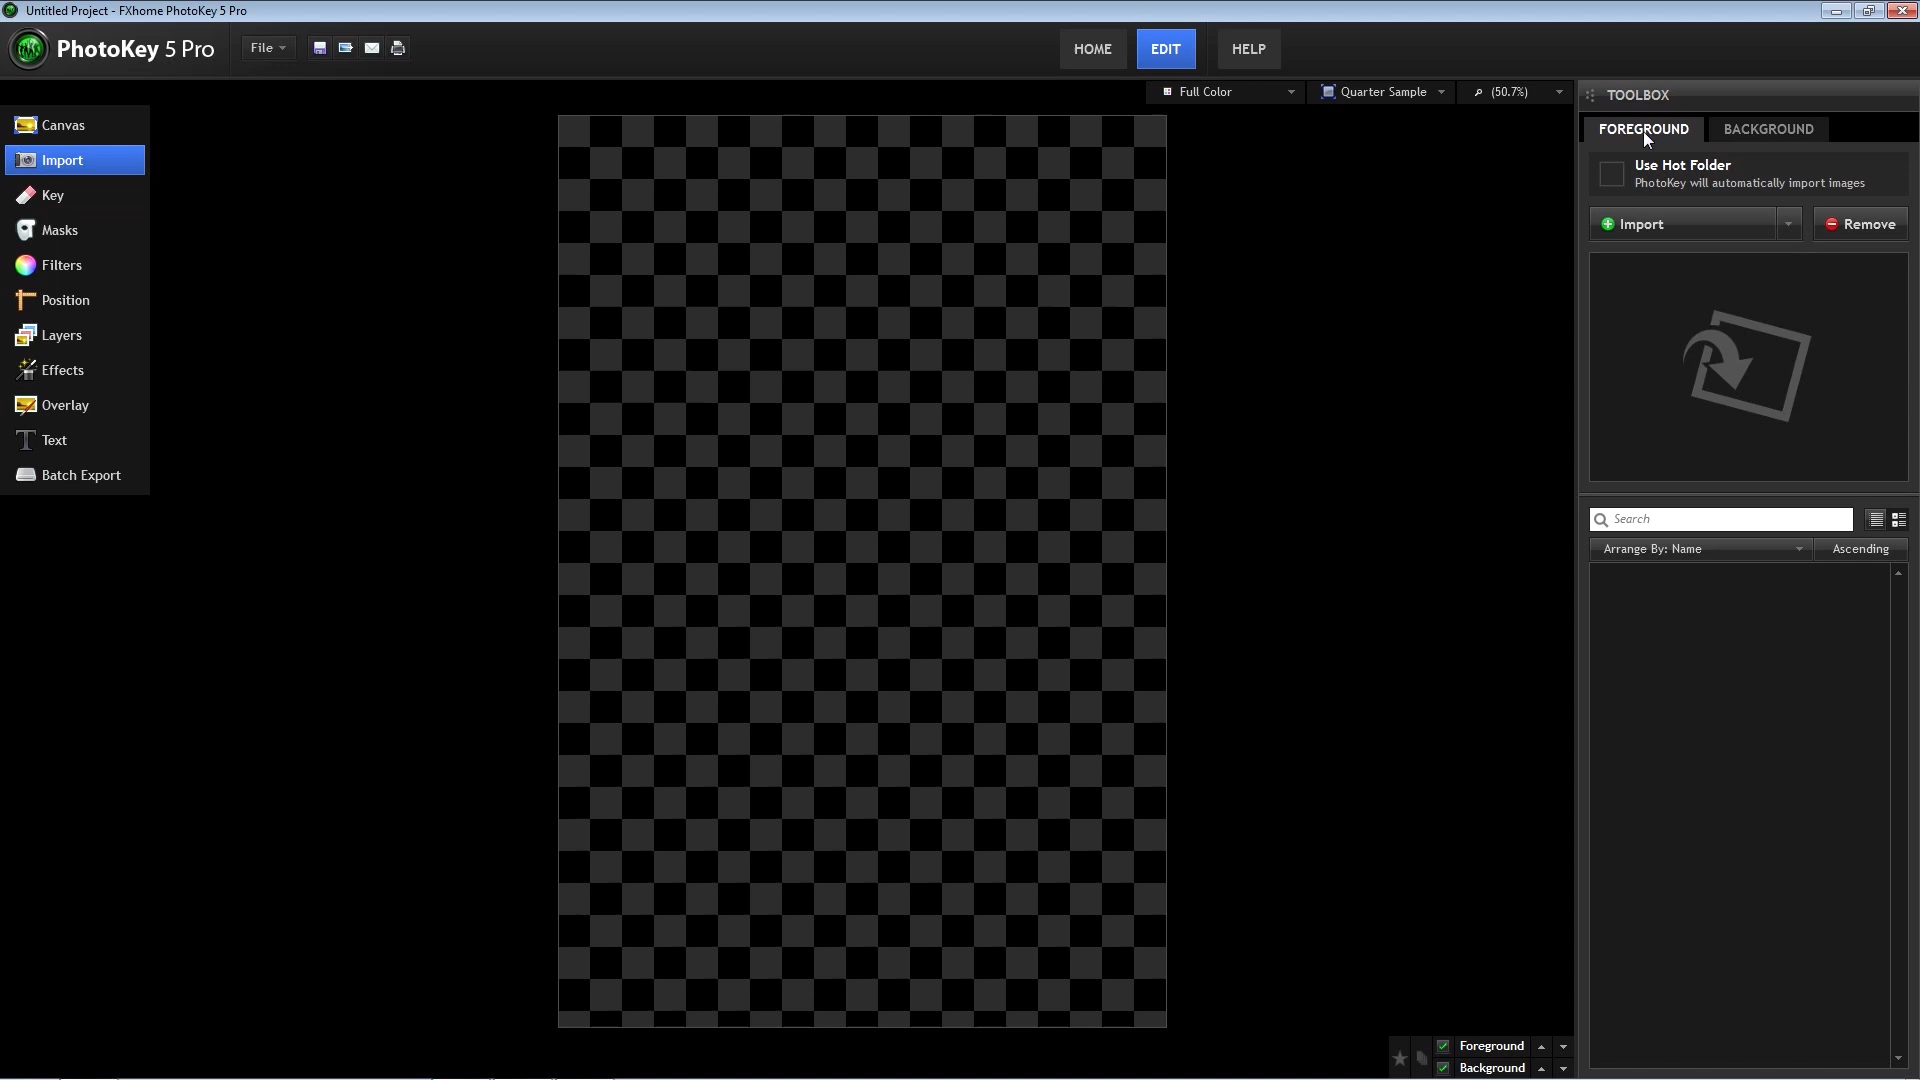 Untitled Project - FXhome PhotoKey 5 Pro
PhotoKey 5 Pro
File
HOME
EDIT
HELP
Full Color
Quarter Sample
(50.7%)
TOOLBOX
Canvas
Import
Key
Masks
Filters
Position
Layers
Effects
Overlay
Text
Batch Export
FOREGROUND
BACKGROUND
Use Hot Folder
PhotoKey will automatically import images
Import
Remove
Search
Arrange By: Name
Ascending
Foreground
Background